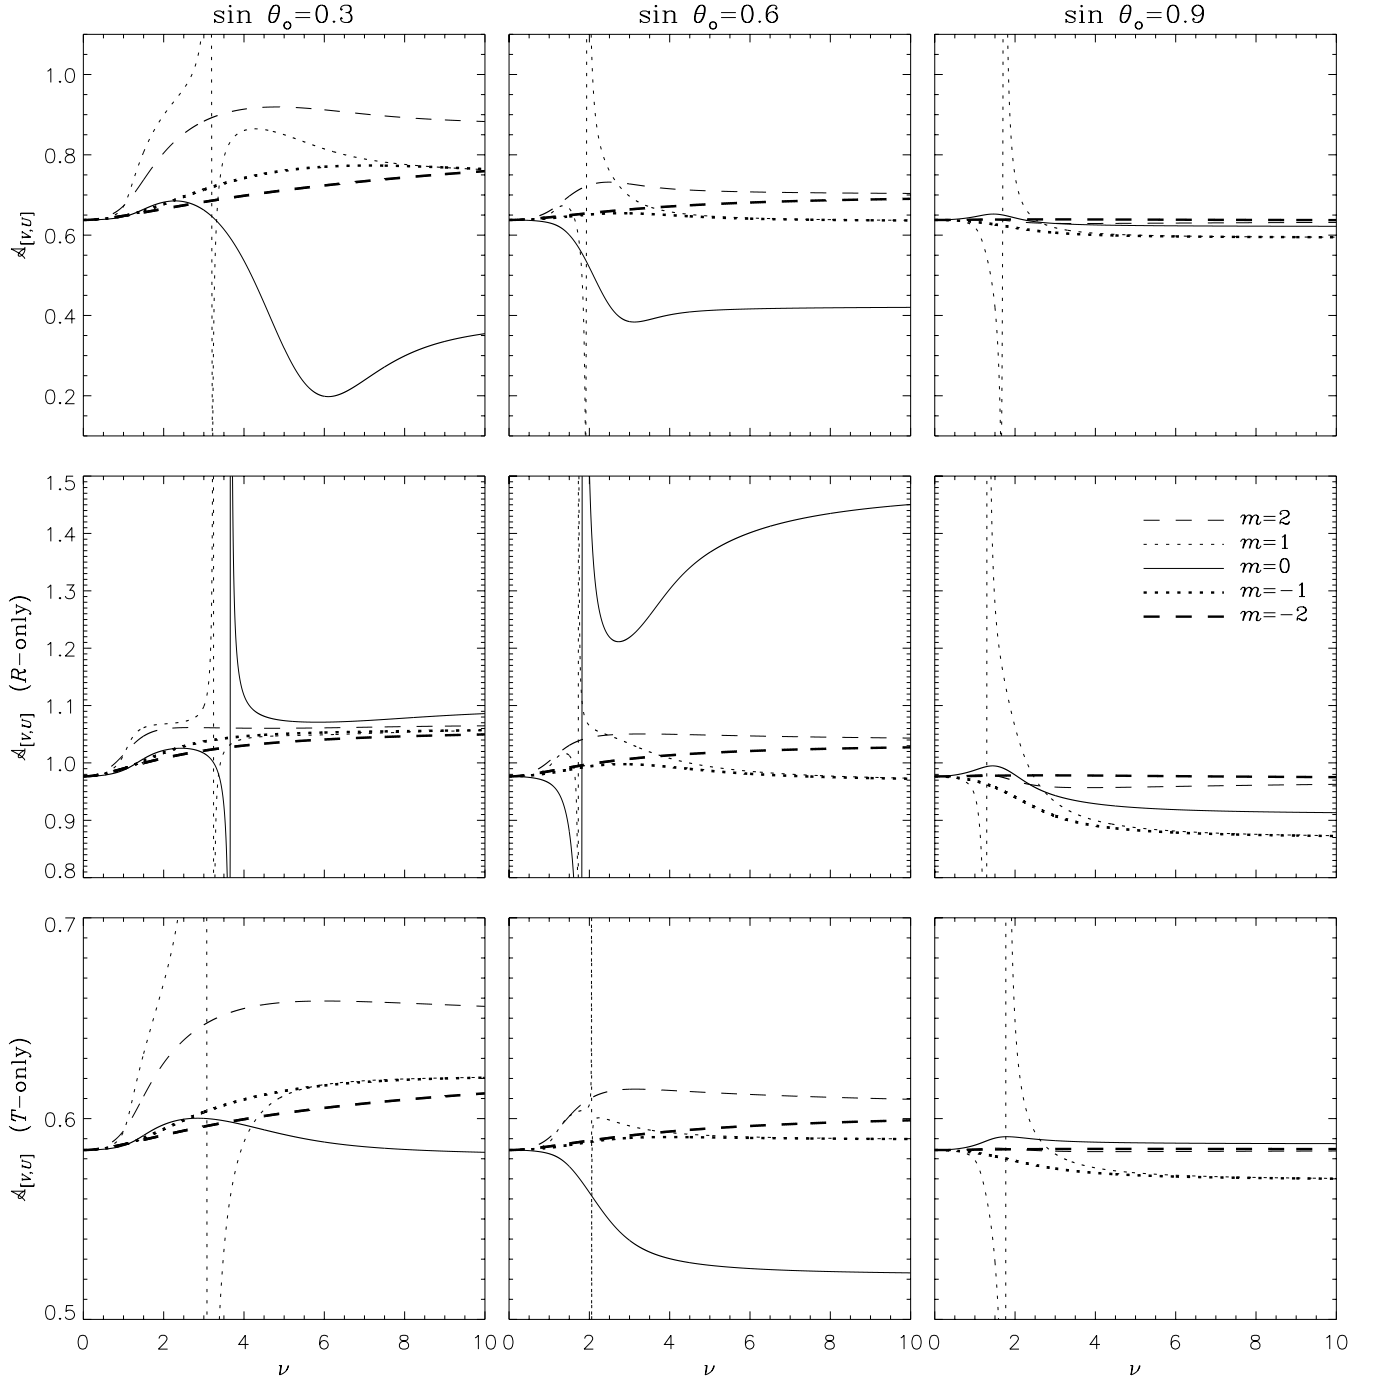 sin θo=0.3 sin θo=0.6 sin θo=0.9
𝒜[v,U]
1.0
0.8
0.6
0.4
0.2
𝒜[v,U] (R−only)
1.5
1.4
1.3
1.2
1.1
1.0
0.9
0.8
m=2
m=1
m=0
m=−1
m=−2
𝒜[v,U] (T−only)
0.7
0.6
0.5
0 2 4 6 8 10 0 2 4 6 8 10 0 2 4 6 8 10
ν ν ν